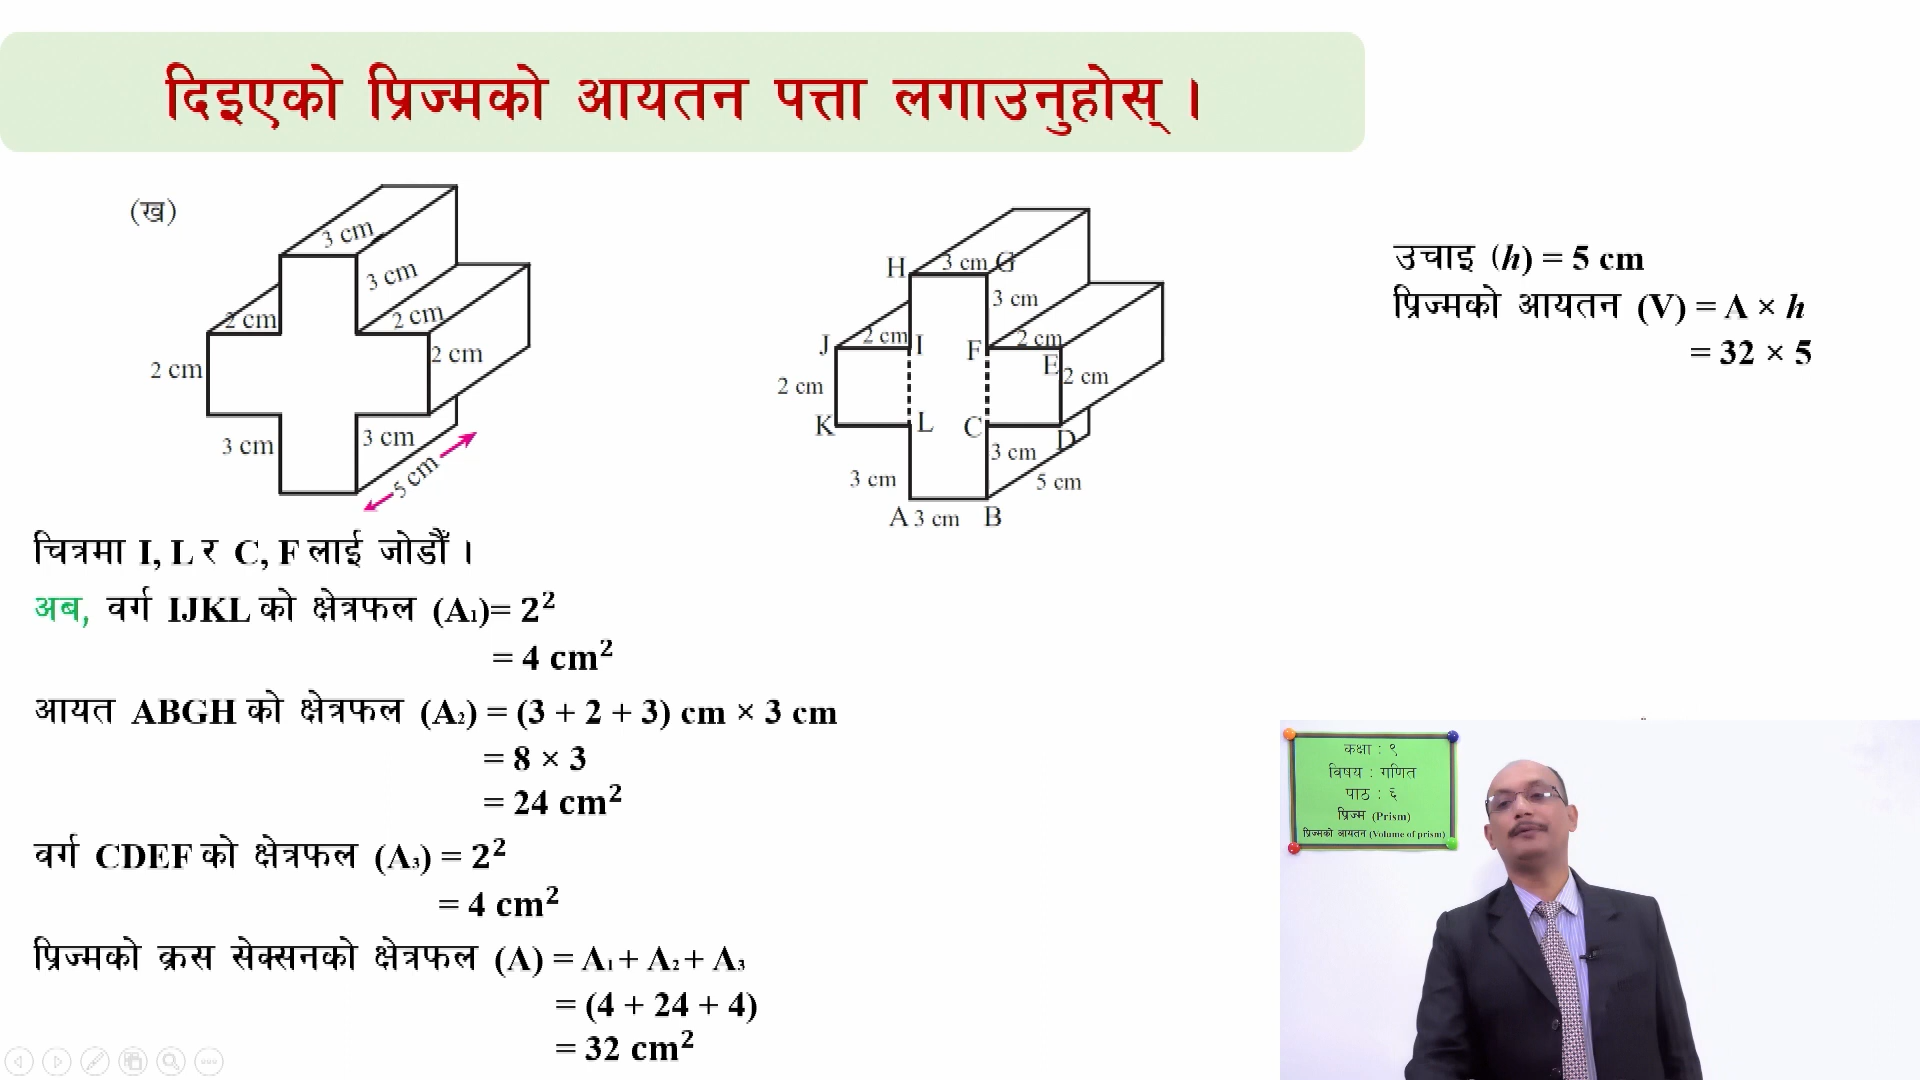 दिइएको प्रिज्मको आयतन पत्ता लगाउनुहोस् ।
(ख)
3 cm
3 cm
2 cm
2 cm
2 cm
2 cm
3 cm
3 cm
5 cm
H
3 cm
G
3 cm
J
2 cm
I
F
2 cm
E
2 cm
2 cm
K
L
C
D
3 cm
3 cm
5 cm
A 3 cm B
उचाइ (h) = 5 cm
प्रिज्मको आयतन (V) = A × h
= 32 × 5
चित्रमा I, L र C, F लाई जोडौँ ।
अब, वर्ग IJKL को क्षेत्रफल (A₁)= 2²
= 4 cm²
आयत ABGH को क्षेत्रफल (A₂) = (3 + 2 + 3) cm × 3 cm
= 8 × 3
= 24 cm²
वर्ग CDEF को क्षेत्रफल (A₃) = 2²
= 4 cm²
प्रिज्मको क्रस सेक्सनको क्षेत्रफल (A) = A₁ + A₂ + A₃
= (4 + 24 + 4)
= 32 cm²
कक्षा : ९
विषय : गणित
पाठ : ६
प्रिज्म (Prism)
प्रिज्मको आयतन (Volume of prism)